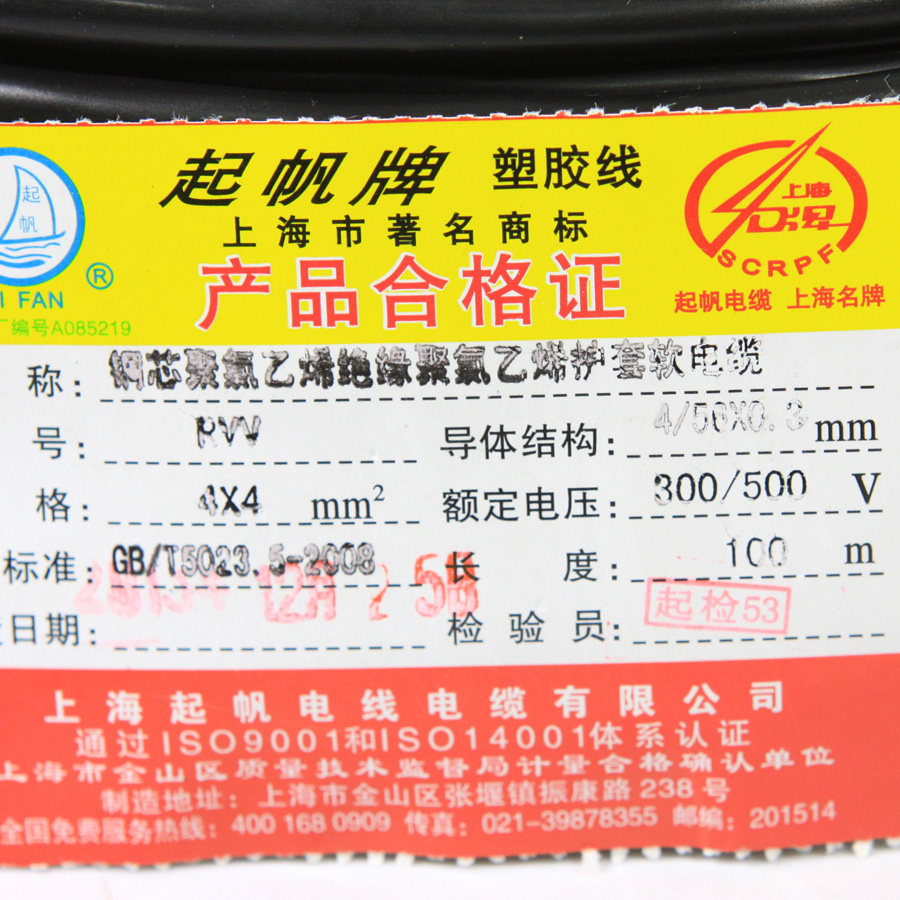 起帆牌 塑胶线
上海市著名商标
产品合格证
起帆
®
I FAN
编号A085219
上海
名牌
SCRPF
起帆电缆 上海名牌
称: 铜芯聚氯乙烯绝缘聚氯乙烯护套软电缆
号: RVV 导体结构: 4/56X0.3 mm
格: 4X4 mm² 额定电压: 300/500 V
标准: GB/T5023.5-2008 长 度: 100 m
日期: 检 验 员: 起检53
上海起帆电线电缆有限公司
通过ISO9001和ISO14001体系认证
上海市金山区质量技术监督局计量合格确认单位
制造地址: 上海市金山区张堰镇振康路238号
全国免费服务热线: 400 168 0909 传真: 021-39878355 邮编: 201514